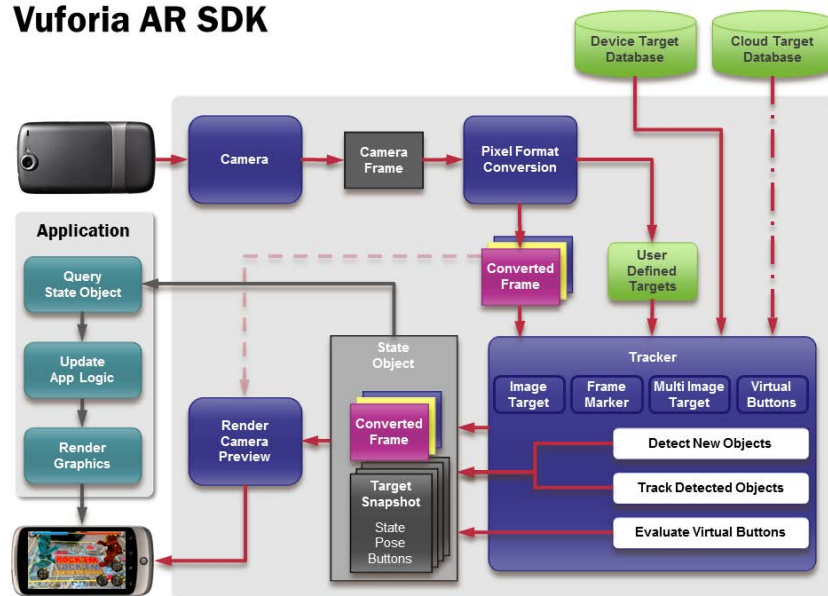 Vuforia AR SDK
Device Target
Database
Cloud Target
Database
Camera
Camera
Frame
Pixel Format
Conversion
Application
Query
State Object
Update
App Logic
Render
Graphics
Converted
Frame
User
Defined
Targets
State
Object
Converted
Frame
Target
Snapshot
State
Pose
Buttons
Render
Camera
Preview
Tracker
Image
Target
Frame
Marker
Multi Image
Target
Virtual
Buttons
Detect New Objects
Track Detected Objects
Evaluate Virtual Buttons